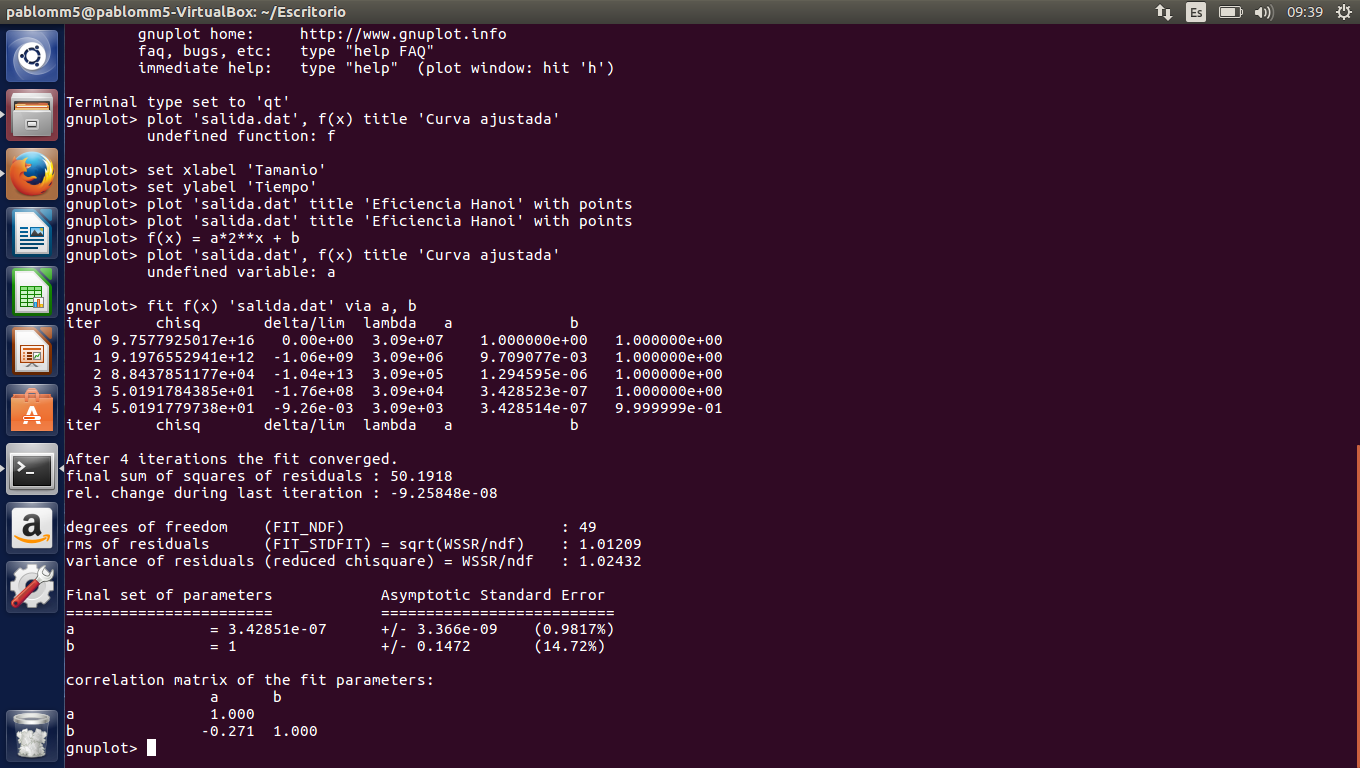 pablomm5@pablomm5-VirtualBox: ~/Escritorio
Es
09:39
gnuplot home:     http://www.gnuplot.info
faq, bugs, etc:   type "help FAQ"
immediate help:   type "help"  (plot window: hit 'h')
Terminal type set to 'qt'
gnuplot> plot 'salida.dat', f(x) title 'Curva ajustada'
         undefined function: f
gnuplot> set xlabel 'Tamanio'
gnuplot> set ylabel 'Tiempo'
gnuplot> plot 'salida.dat' title 'Eficiencia Hanoi' with points
gnuplot> plot 'salida.dat' title 'Eficiencia Hanoi' with points
gnuplot> f(x) = a*2**x + b
gnuplot> plot 'salida.dat', f(x) title 'Curva ajustada'
         undefined variable: a
gnuplot> fit f(x) 'salida.dat' via a, b
iter      chisq       delta/lim  lambda   a             b
   0 9.7577925017e+16   0.00e+00  3.09e+07    1.000000e+00   1.000000e+00
   1 9.1976552941e+12  -1.06e+09  3.09e+06    9.709077e-03   1.000000e+00
   2 8.8437851177e+04  -1.04e+13  3.09e+05    1.294595e-06   1.000000e+00
   3 5.0191784385e+01  -1.76e+08  3.09e+04    3.428523e-07   1.000000e+00
   4 5.0191779738e+01  -9.26e-03  3.09e+03    3.428514e-07   9.999999e-01
iter      chisq       delta/lim  lambda   a             b
After 4 iterations the fit converged.
final sum of squares of residuals : 50.1918
rel. change during last iteration : -9.25848e-08
degrees of freedom    (FIT_NDF)                        : 49
rms of residuals      (FIT_STDFIT) = sqrt(WSSR/ndf)    : 1.01209
variance of residuals (reduced chisquare) = WSSR/ndf   : 1.02432
Final set of parameters            Asymptotic Standard Error
=======================            ==========================
a               = 3.42851e-07      +/- 3.366e-09    (0.9817%)
b               = 1                +/- 0.1472       (14.72%)
correlation matrix of the fit parameters:
                a      b
a               1.000
b              -0.271  1.000
gnuplot>